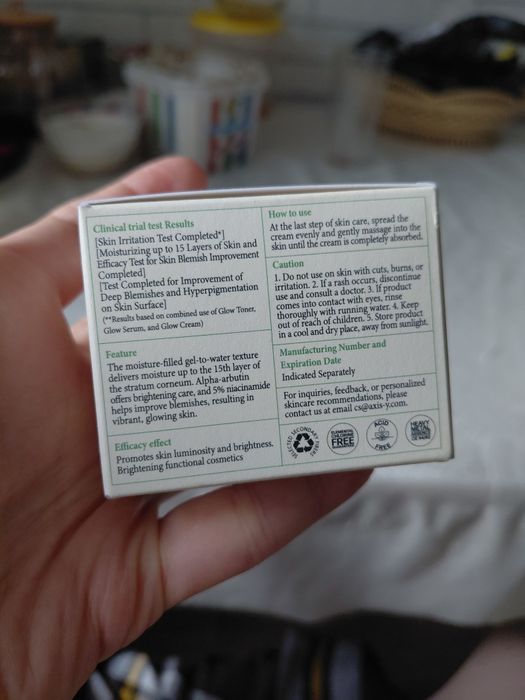 Clinical trial test Results
[Skin Irritation Test Completed*]
[Moisturizing up to 15 Layers of Skin and
Efficacy Test for Skin Blemish Improvement
Completed]
[Test Completed for Improvement of
Deep Blemishes and Hyperpigmentation
on Skin Surface]
(**Results based on combined use of Glow Toner,
Glow Serum, and Glow Cream)
Feature
The moisture-filled gel-to-water texture
delivers moisture up to the 15th layer of
the stratum corneum. Alpha-arbutin
offers brightening care, and 5% niacinamide
helps improve blemishes, resulting in
vibrant, glowing skin.
Efficacy effect
Promotes skin luminosity and brightness.
Brightening functional cosmetics
How to use
At the last step of skin care, spread the
cream evenly and gently massage into the
skin until the cream is completely absorbed.
Caution
1. Do not use on skin with cuts, burns, or
irritation. 2. If a rash occurs, discontinue
use and consult a doctor. 3. If product
comes into contact with eyes, rinse
thoroughly with running water. 4. Keep
out of reach of children. 5. Store product
in a cool and dry place, away from sunlight.
Manufacturing Number and
Expiration Date
Indicated Separately
For inquiries, feedback, or personalized
skincare recommendations, please
contact us at email cs@axis-y.com.
SELECTED SECONDARY FIBERS
ELEMENTAL
CHLORINE
FREE
ACID
FREE
HEAVY
METAL
ABSENCE